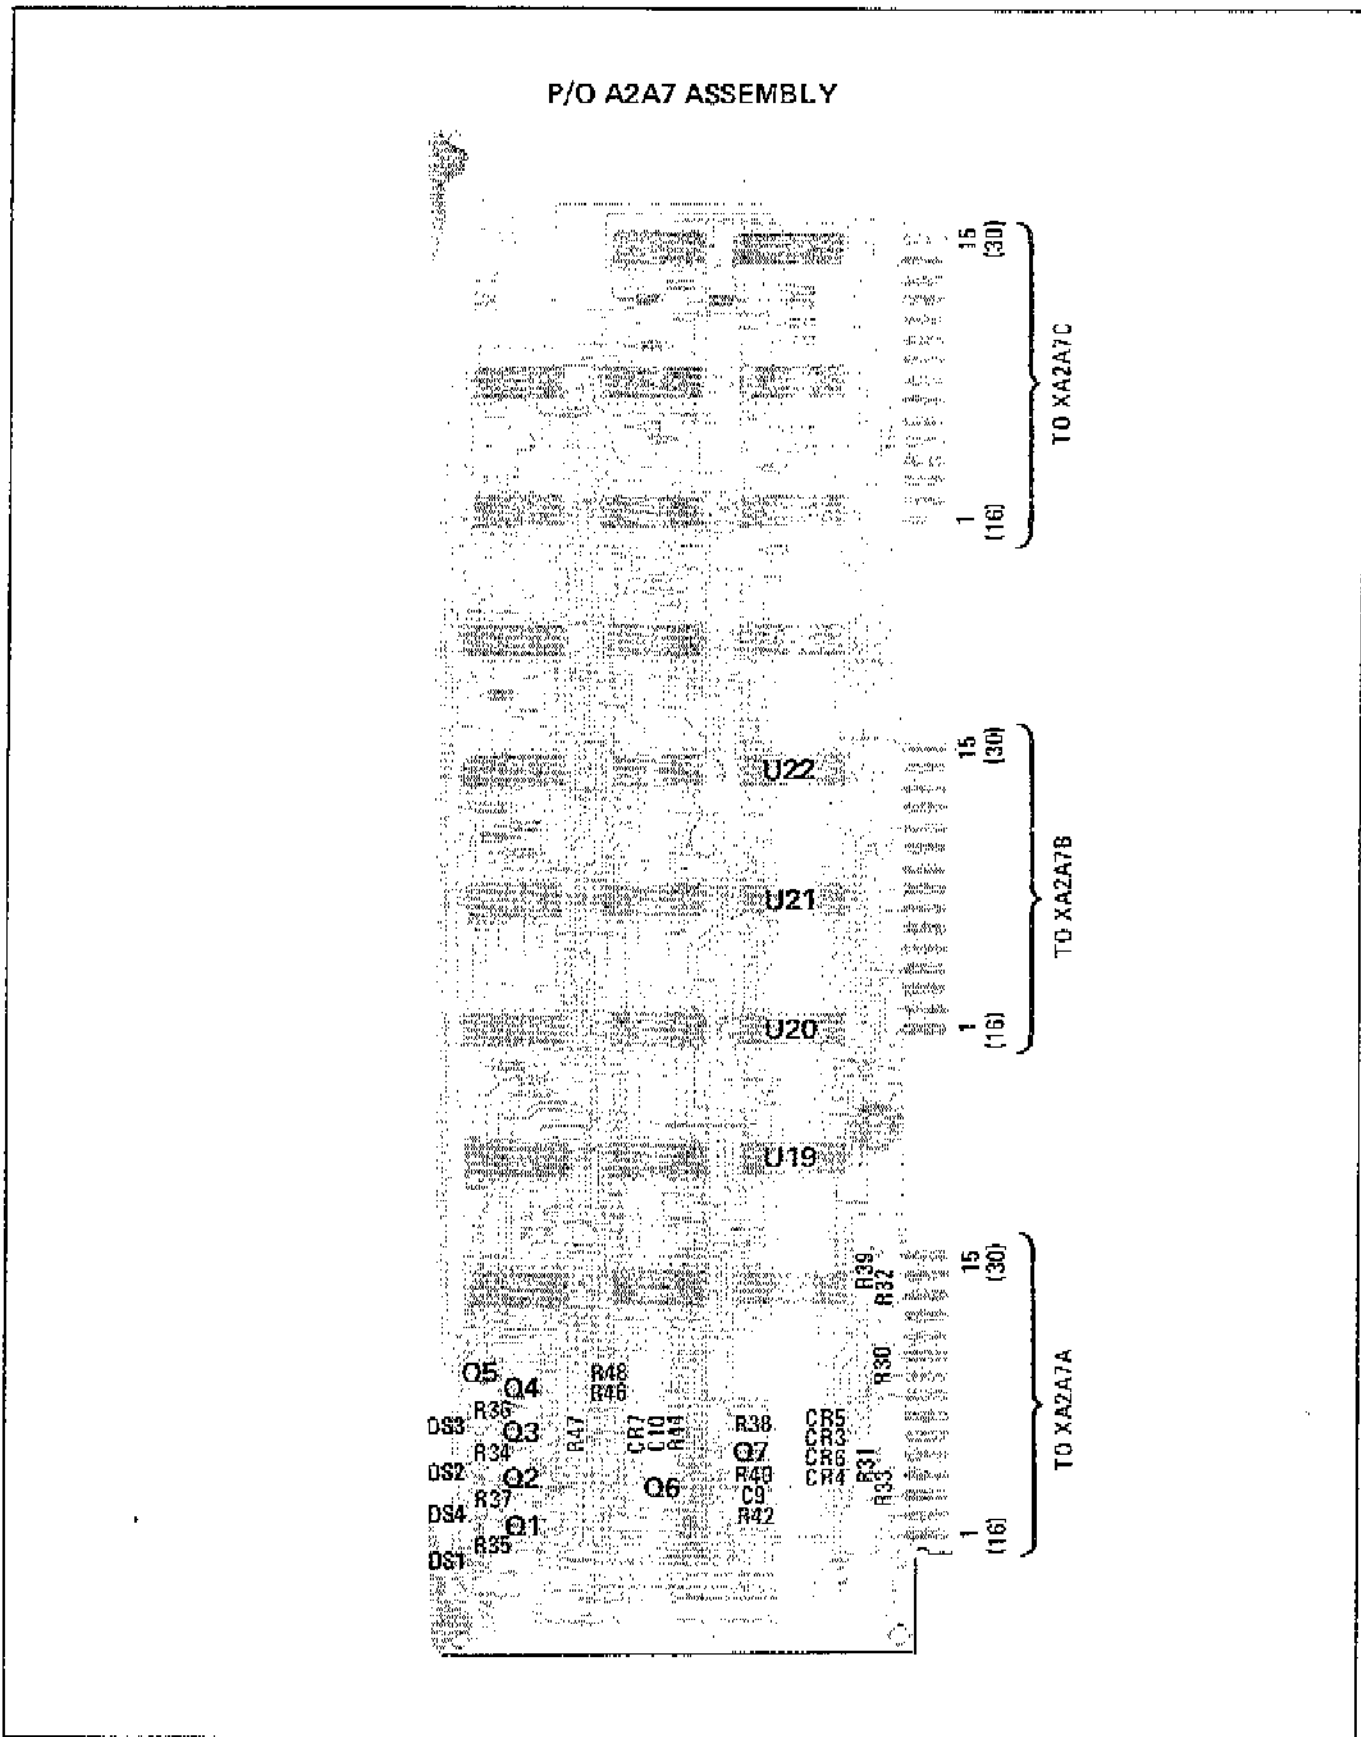 P/O A2A7 ASSEMBLY
15
(30)
TO XA2A7C
1
(16)
15
(30)
U22
TO XA2A7B
U21
U20
1
(16)
U19
R39
R32
15
(30)
TO XA2A7A
R30
Q5
Q4
R48
R46
R36
DS3
Q3
R47
CR7
C10
R44
R38
CR5
CR3
R34
Q7
CR6
DS2
Q2
R40
CR4
R31
R33
Q6
R37
C9
DS4
R42
Q1
R35
DS1
1
(16)